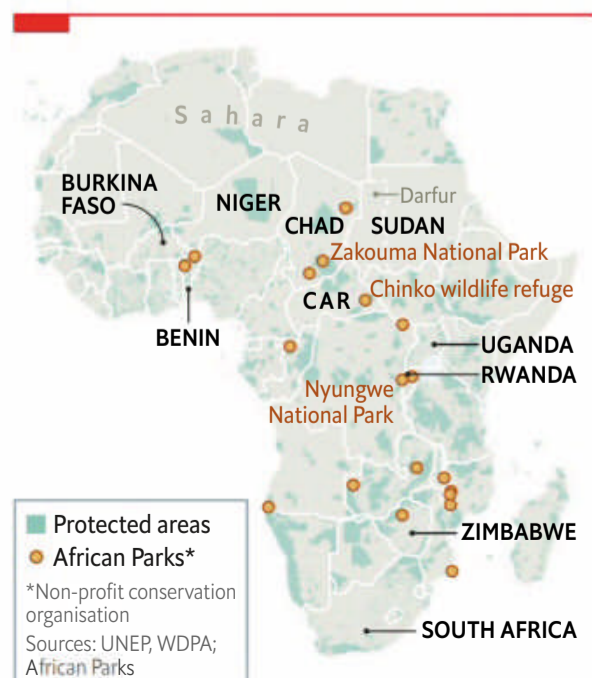 Sahara
BURKINA
FASO
NIGER
Darfur
CHAD
SUDAN
Zakouma National Park
Chinko wildlife refuge
CAR
BENIN
UGANDA
RWANDA
Nyungwe
National Park
ZIMBABWE
SOUTH AFRICA
Protected areas
African Parks*
*Non-profit conservation
organisation
Sources: UNEP, WDPA;
African Parks